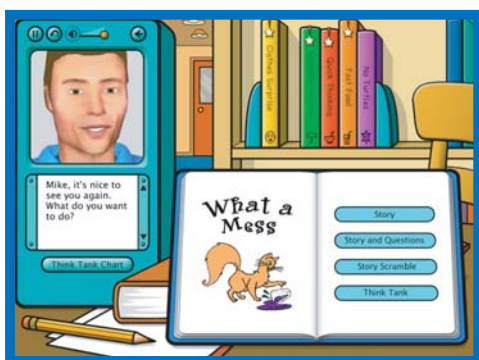 Mike, it's nice to
see you again.
What do you want
to do?
Think Tank Chart
Clothes Surprise
Quick Thinking
Fast Food
No Turtles
What a
Mess
Story
Story and Questions
Story Scramble
Think Tank